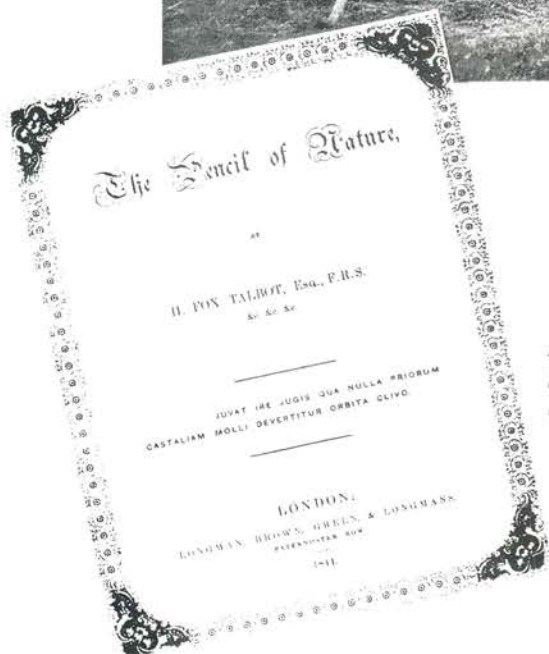 The Pencil of Nature,
BY
H. FOX TALBOT, Esq., F.R.S.
&c. &c. &c.
JUVAT IRE JUGIS QUA NULLA PRIORUM
CASTALIAM MOLLI DEVERTITUR ORBITA CLIVO.
LONDON:
LONGMAN, BROWN, GREEN, & LONGMANS,
PATERNOSTER ROW
1844.